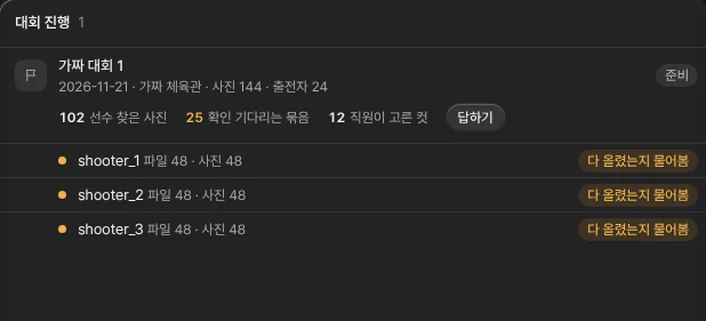 대회 진행 1
가짜 대회 1
2026-11-21 · 가짜 체육관 · 사진 144 · 출전자 24
준비
102 선수 찾은 사진 25 확인 기다리는 묶음 12 직원이 고른 컷 답하기
shooter_1 파일 48 · 사진 48 다 올렸는지 물어봄
shooter_2 파일 48 · 사진 48 다 올렸는지 물어봄
shooter_3 파일 48 · 사진 48 다 올렸는지 물어봄